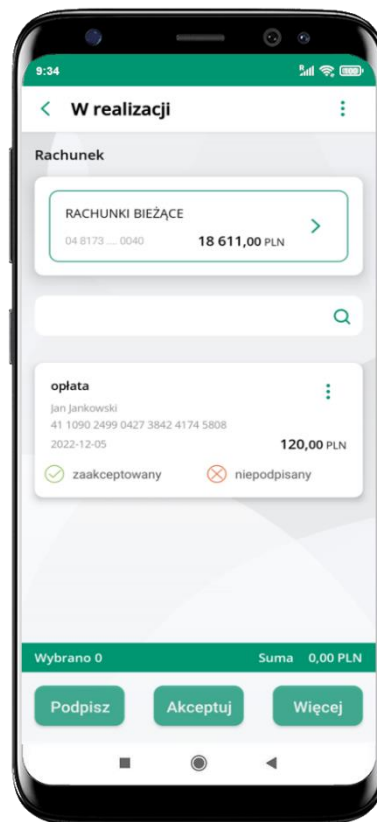 9:34
W realizacji
Rachunek
RACHUNKI BIEŻĄCE
04 8173 .... 0040 18 611,00 PLN
opłata
Jan Jankowski
41 1090 2499 0427 3842 4174 5808
2022-12-05 120,00 PLN
zaakceptowany niepodpisany
Wybrano 0 Suma 0,00 PLN
Podpisz Akceptuj Więcej